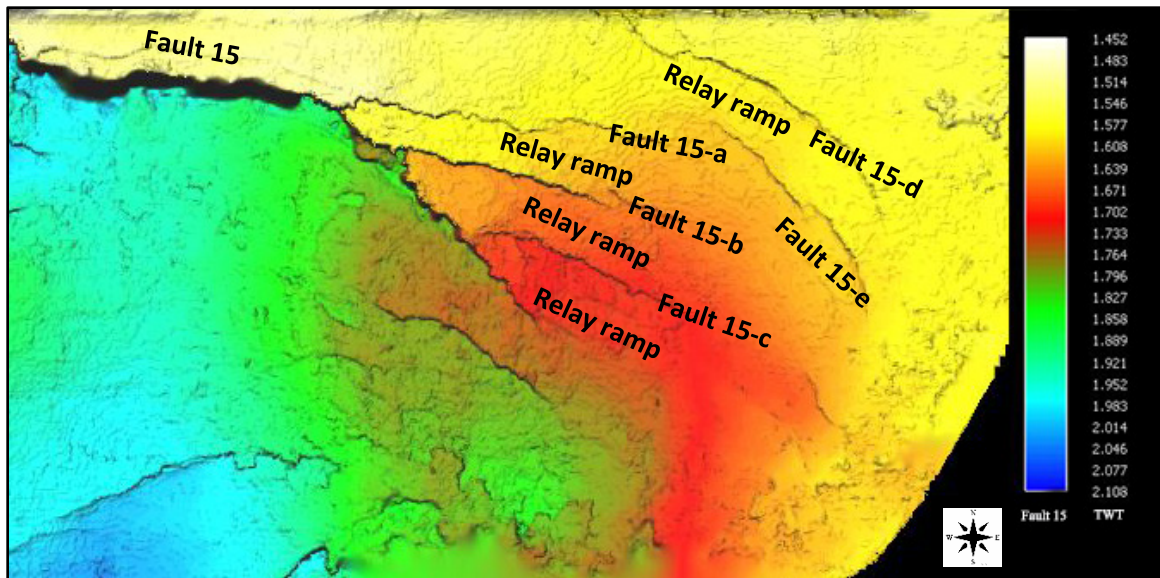 Fault 15
Relay ramp
Fault 15-d
Fault 15-a
Relay ramp
Fault 15-b
Fault 15-e
Relay ramp
Fault 15-c
Relay ramp
1.452
1.483
1.514
1.546
1.577
1.608
1.639
1.671
1.702
1.733
1.764
1.796
1.827
1.858
1.889
1.921
1.952
1.983
2.014
2.046
2.077
2.108
Fault 15 TWT
N
W E
S